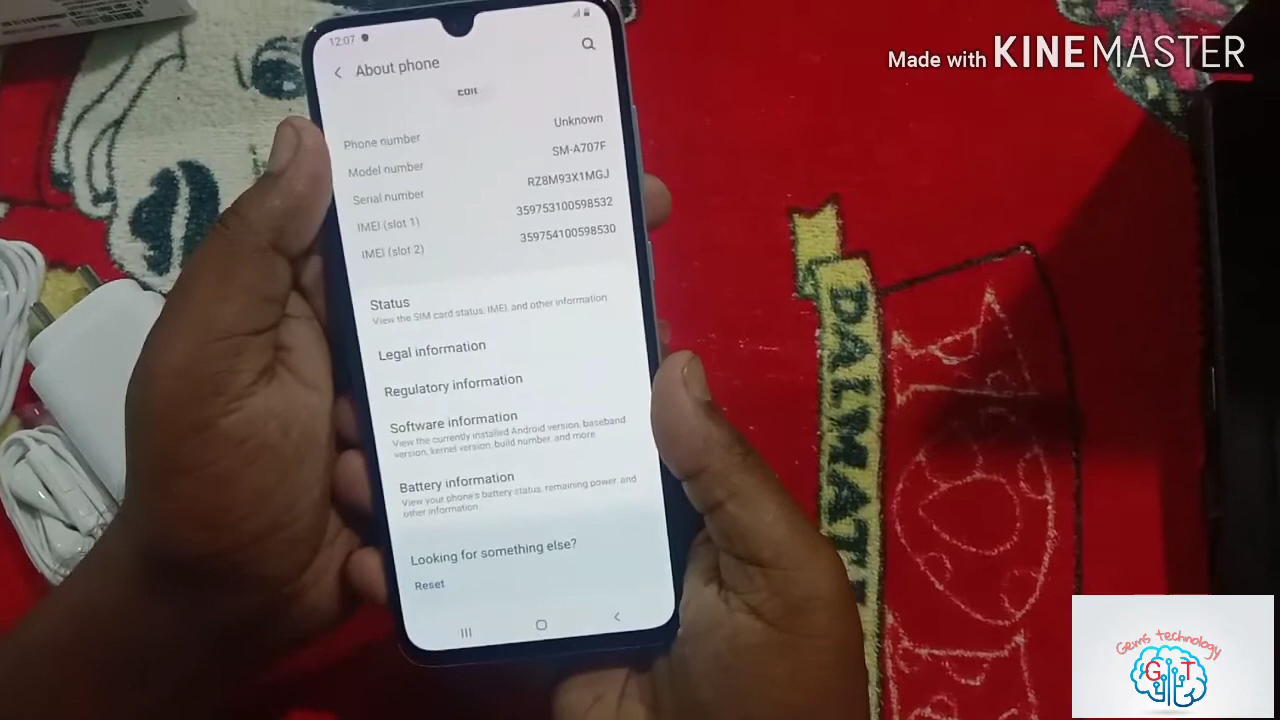 Made with KINEMASTER
12:07
About phone
EDIT
Phone number Unknown
Model number SM-A707F
Serial number RZ8M93X1MGJ
IMEI (slot 1) 359753100598532
IMEI (slot 2) 359754100598530
Status
View the SIM card status, IMEI, and other information
Legal information
Regulatory information
Software information
View the currently installed Android version, baseband
version, kernel version, build number, and more
Battery information
View your phone's battery status, remaining power, and
other information
Looking for something else?
Reset
DALMAT
Gems technology
G T